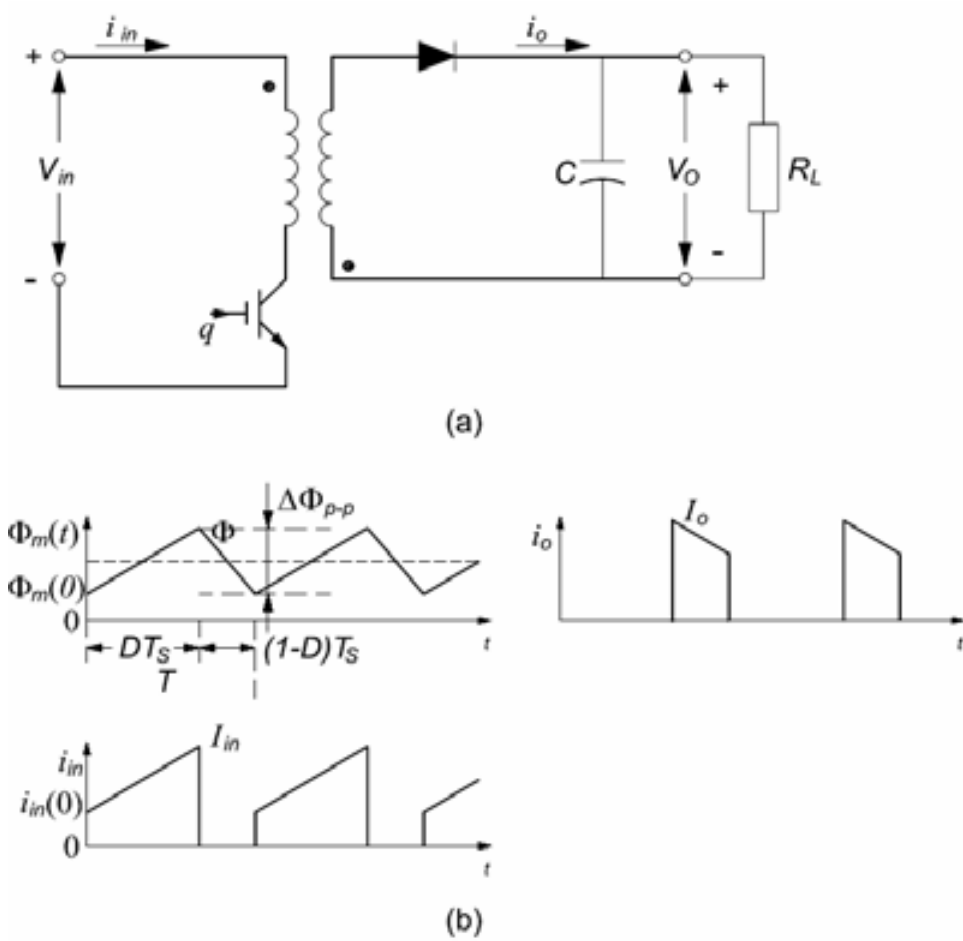 i in
i o
+
+
V in
C
V O
R L
-
-
q
(a)
ΔΦ p-p
Φ m (t)
Φ
I o
i o
Φ m (0)
0
t
t
DT S
(1-D)T S
T
I in
i in
i in (0)
0
t
(b)